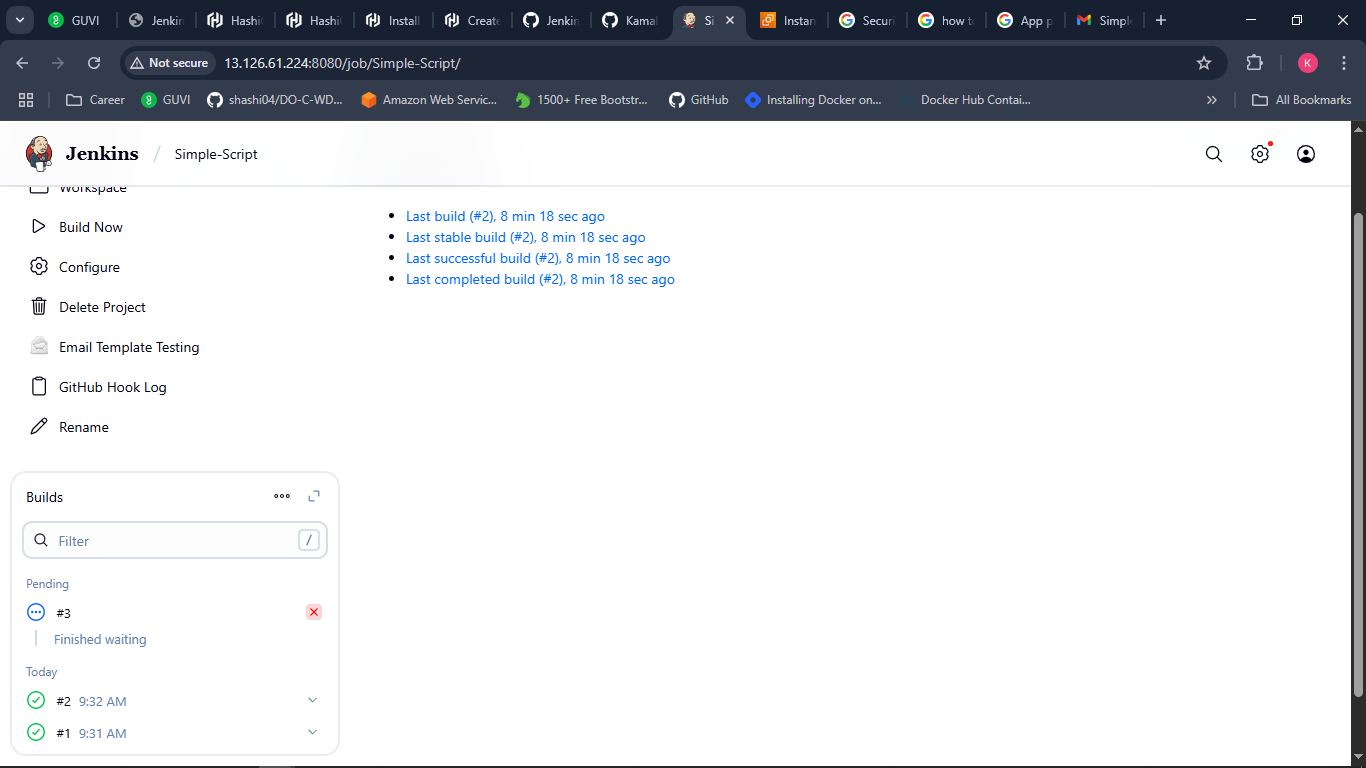 GUVI
Jenkin
HashiC
HashiC
Install
Create
Jenkin
Kamal
Si
Instan
Securi
how to
App p
Simple
Not secure
13.126.61.224:8080/job/Simple-Script/
K
Career
GUVI
shashi04/DO-C-WD...
Amazon Web Servic...
1500+ Free Bootstr...
GitHub
Installing Docker on...
Docker Hub Contai...
All Bookmarks
Jenkins / Simple-Script
Workspace
Build Now
Configure
Delete Project
Email Template Testing
GitHub Hook Log
Rename
Last build (#2), 8 min 18 sec ago
Last stable build (#2), 8 min 18 sec ago
Last successful build (#2), 8 min 18 sec ago
Last completed build (#2), 8 min 18 sec ago
Builds
Filter /
Pending
#3
Finished waiting
Today
#2 9:32 AM
#1 9:31 AM